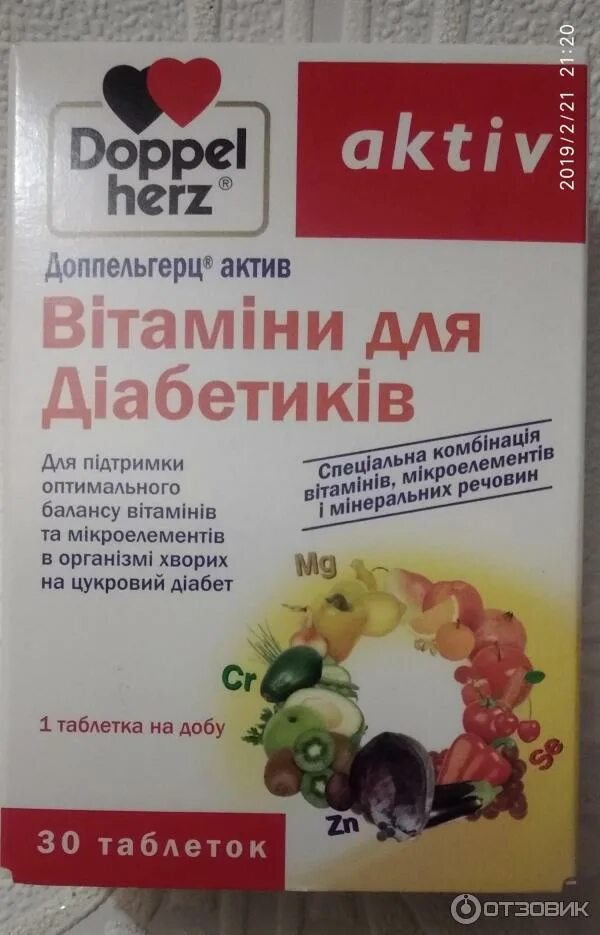 Doppel
herz®
aktiv
2019/2/21 21:20
Доппельгерц® актив
Вітаміни для
Діабетиків
Для підтримки
оптимального
балансу вітамінів
та мікроелементів
в організмі хворих
на цукровий діабет
Спеціальна комбінація
вітамінів, мікроелементів
і мінеральних речовин
Mg
Cr
Se
Zn
1 таблетка на добу
30 таблеток
ОТЗОВИК